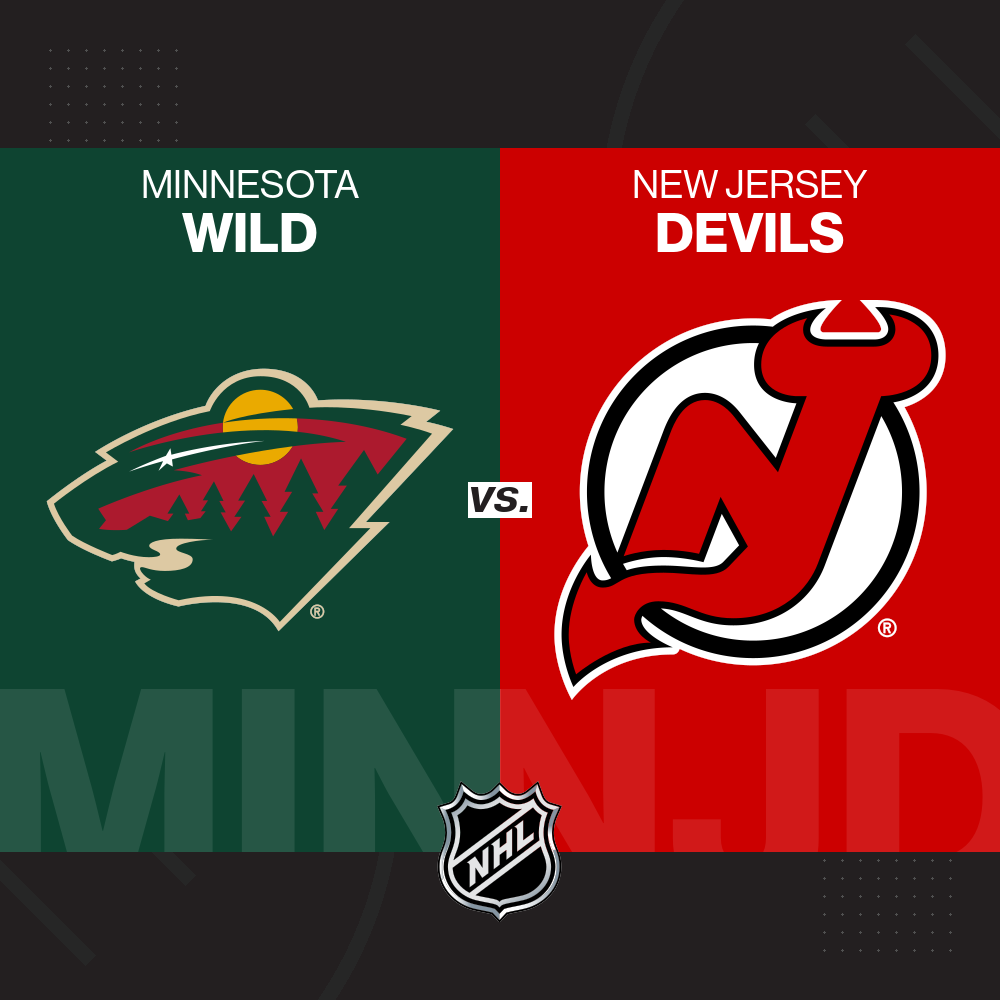 MINNESOTA
WILD
NEW JERSEY
DEVILS
VS.
®
®
MIN
NJD
NHL